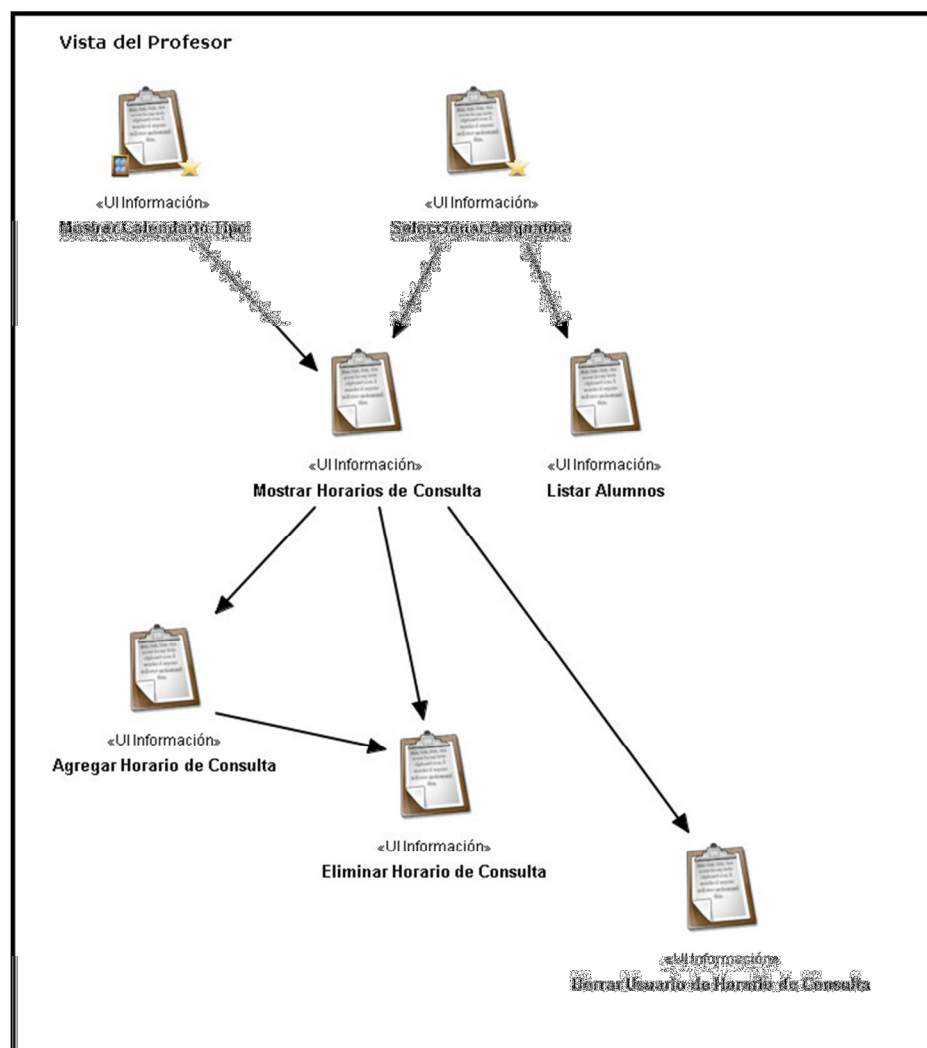 Vista del Profesor
«UI Información»
Mostrar Calendario Tipo
«UI Información»
Seleccionar Asignatura
«UI Información»
Mostrar Horarios de Consulta
«UI Información»
Listar Alumnos
«UI Información»
Agregar Horario de Consulta
«UI Información»
Eliminar Horario de Consulta
«UI Información»
Borrar Usuario de Horario de Consulta